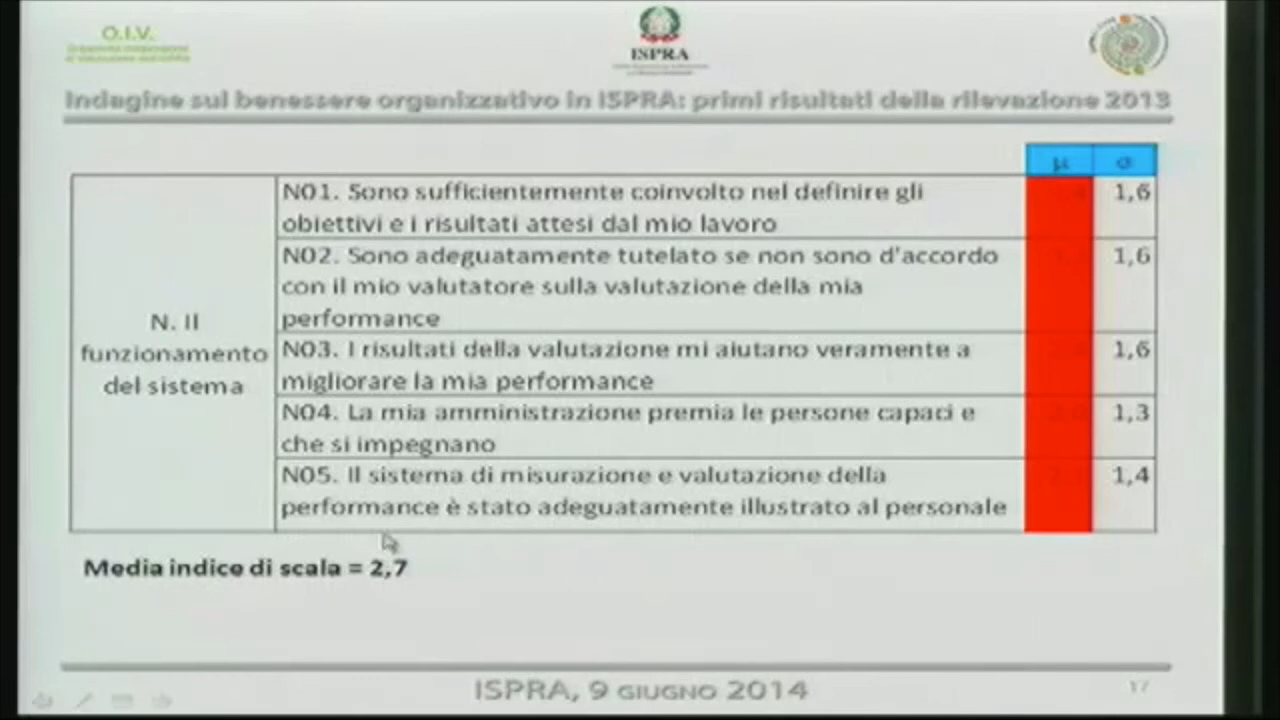 O.I.V.
ISPRA
Indagine sul benessere organizzativo in ISPRA: primi risultati della rilevazione 2013
μ σ
N. Il
funzionamento
del sistema
N01. Sono sufficientemente coinvolto nel definire gli
obiettivi e i risultati attesi dal mio lavoro
1,6
N02. Sono adeguatamente tutelato se non sono d'accordo
con il mio valutatore sulla valutazione della mia
performance
1,6
N03. I risultati della valutazione mi aiutano veramente a
migliorare la mia performance
1,6
N04. La mia amministrazione premia le persone capaci e
che si impegnano
1,3
N05. Il sistema di misurazione e valutazione della
performance è stato adeguatamente illustrato al personale
1,4
Media indice di scala = 2,7
ISPRA, 9 GIUGNO 2014
17